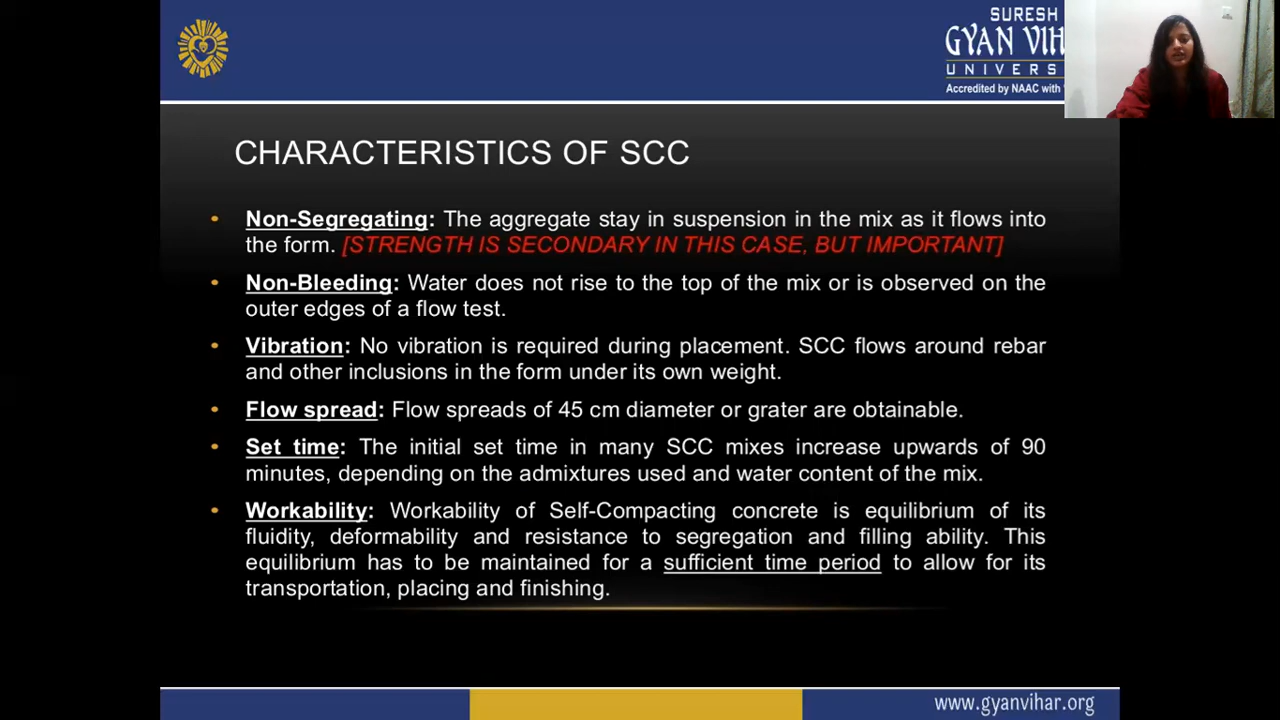 SURESH
GYAN VIH
UNIVERS
Accredited by NAAC with
CHARACTERISTICS OF SCC
• Non-Segregating: The aggregate stay in suspension in the mix as it flows into
the form. [STRENGTH IS SECONDARY IN THIS CASE, BUT IMPORTANT]
• Non-Bleeding: Water does not rise to the top of the mix or is observed on the
outer edges of a flow test.
• Vibration: No vibration is required during placement. SCC flows around rebar
and other inclusions in the form under its own weight.
• Flow spread: Flow spreads of 45 cm diameter or grater are obtainable.
• Set time: The initial set time in many SCC mixes increase upwards of 90
minutes, depending on the admixtures used and water content of the mix.
• Workability: Workability of Self-Compacting concrete is equilibrium of its
fluidity, deformability and resistance to segregation and filling ability. This
equilibrium has to be maintained for a sufficient time period to allow for its
transportation, placing and finishing.
www.gyanvihar.org